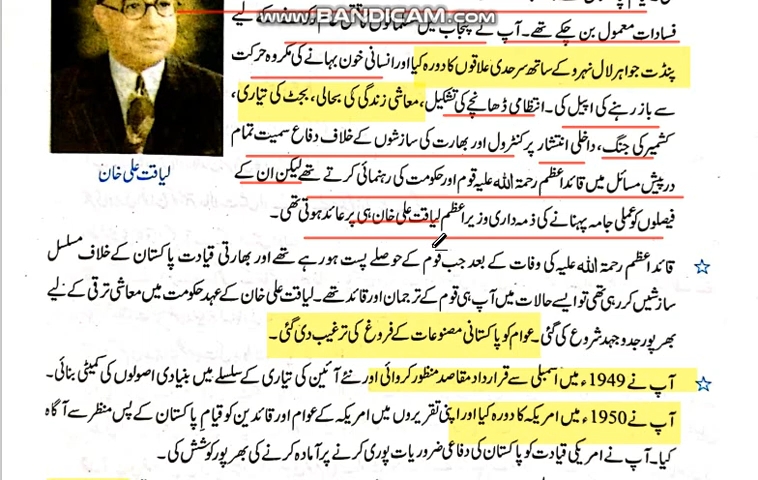 www.BANDICAM.com
فسادات معمول بن چکے تھے۔ آپ نے پنجاب میں مسلمانوں کا قتل عام کے لیے
پنڈت جواہر لال نہرو کے ساتھ سرحدی علاقوں کا دورہ کیا اور انسانی خون بہانے کی مکروہ حرکت
سے باز رہنے کی اپیل کی۔ انتظامی ڈھانچے کی تشکیل، معاشی زندگی کی بحالی، بجٹ کی تیاری،
کشمیر کی جنگ، داخلی انتشار پر کنٹرول اور بھارت کی سازشوں کے خلاف دفاع سمیت تمام
درپیش مسائل میں قائداعظم رحمۃ اللہ علیہ قوم اور حکومت کی رہنمائی کرتے تھے لیکن ان کے
فیصلوں کو عملی جامہ پہنانے کی ذمہ داری وزیراعظم لیاقت علی خان ہی پر عائد ہوتی تھی۔
لیاقت علی خان
قائداعظم رحمۃ اللہ علیہ کی وفات کے بعد جب قوم کے حوصلے پست ہو رہے تھے اور بھارتی قیادت پاکستان کے خلاف مسلسل
سازشیں کر رہی تھی تو ایسے حالات میں آپ ہی قوم کے ترجمان اور قائد تھے۔ لیاقت علی خان کے عہد حکومت میں معاشی ترقی کے لیے
بھرپور جدوجہد شروع کی گئی۔ عوام کو پاکستانی مصنوعات کے فروغ کی ترغیب دی گئی۔
آپ نے 1949ء میں اسمبلی سے قرارداد مقاصد منظور کروائی اور نئے آئین کی تیاری کے سلسلے میں بنیادی اصولوں کی کمیٹی بنائی۔
آپ نے 1950ء میں امریکہ کا دورہ کیا اور اپنی تقریروں میں امریکہ کے عوام اور قائدین کو قیام پاکستان کے پس منظر سے آگاہ
کیا۔ آپ نے امریکی قیادت کو پاکستان کی دفاعی ضروریات پوری کرنے پر آمادہ کرنے کی بھرپور کوشش کی۔